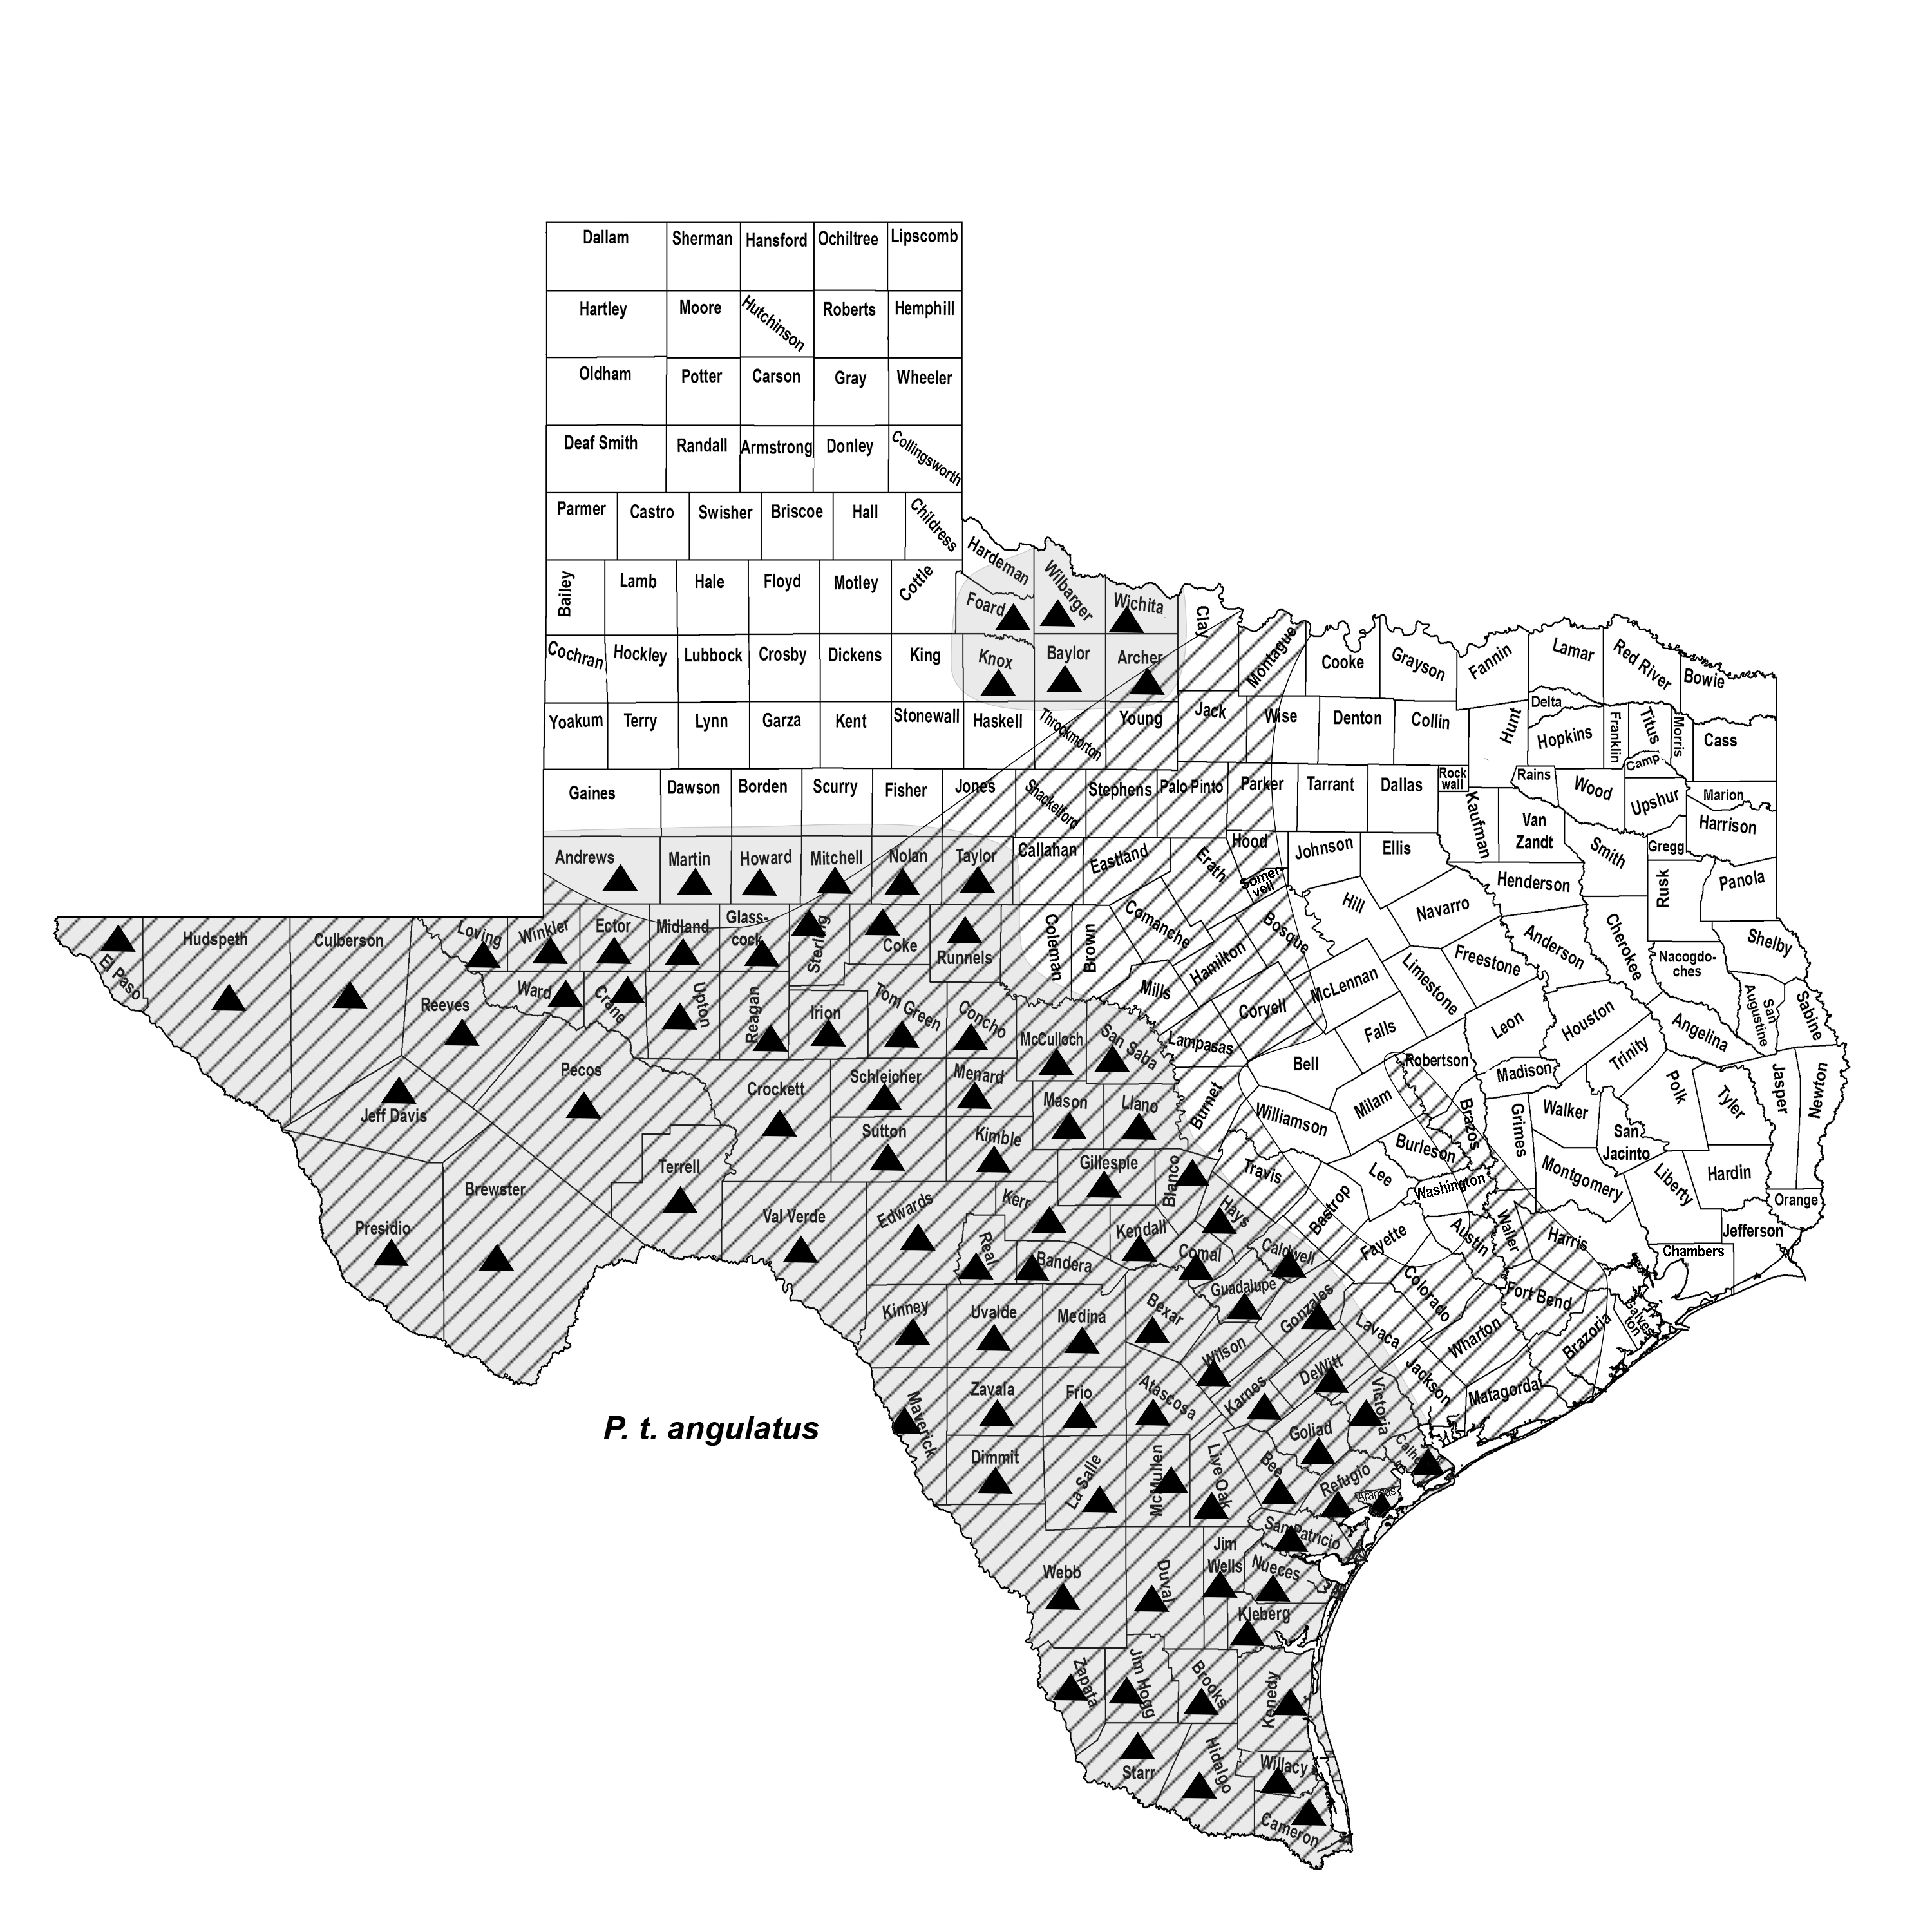 Dallam
Sherman
Hansford
Ochiltree
Lipscomb
Hartley
Moore
Hutchinson
Roberts
Hemphill
Oldham
Potter
Carson
Gray
Wheeler
Deaf Smith
Randall
Armstrong
Donley
Collingsworth
Parmer
Castro
Swisher
Briscoe
Hall
Childress
Hardeman
Wilbarger
Wichita
Clay
Bailey
Lamb
Hale
Floyd
Motley
Cottle
Foard
Cochran
Hockley
Lubbock
Crosby
Dickens
King
Knox
Baylor
Archer
Montague
Cooke
Grayson
Fannin
Lamar
Red River
Bowie
Yoakum
Terry
Lynn
Garza
Kent
Stonewall
Haskell
Throckmorton
Young
Jack
Wise
Denton
Collin
Hunt
Delta
Hopkins
Franklin
Titus
Morris
Cass
Camp
Gaines
Dawson
Borden
Scurry
Fisher
Jones
Shackelford
Stephens
Palo Pinto
Parker
Tarrant
Dallas
Rock
wall
Rains
Wood
Upshur
Marion
Harrison
Kaufman
Van
Zandt
Smith
Gregg
Andrews
Martin
Howard
Mitchell
Nolan
Taylor
Callahan
Eastland
Erath
Hood
Somer-
vell
Johnson
Ellis
Henderson
Rusk
Panola
El Paso
Hudspeth
Culberson
Loving
Winkler
Ector
Midland
Glass-
cock
Sterling
Coke
Runnels
Coleman
Brown
Comanche
Hamilton
Bosque
Hill
Navarro
Freestone
Anderson
Cherokee
Nacogdo-
ches
Shelby
Reeves
Ward
Crane
Upton
Reagan
Irion
Tom Green
Concho
McCulloch
San Saba
Mills
Lampasas
Coryell
McLennan
Limestone
Falls
Leon
Houston
Angelina
San
Augustine
Sabine
Jeff Davis
Pecos
Crockett
Schleicher
Menard
Mason
Llano
Burnet
Bell
Williamson
Milam
Robertson
Madison
Trinity
Polk
Tyler
Jasper
Newton
Sutton
Kimble
Gillespie
Blanco
Travis
Lee
Burleson
Brazos
Grimes
Walker
San
Jacinto
Montgomery
Liberty
Hardin
Orange
Presidio
Brewster
Terrell
Val Verde
Edwards
Kerr
Real
Bandera
Kendall
Comal
Hays
Caldwell
Bastrop
Washington
Fayette
Austin
Waller
Harris
Chambers
Jefferson
Kinney
Uvalde
Medina
Bexar
Guadalupe
Gonzales
Lavaca
Colorado
Wharton
Fort Bend
Brazoria
Galves
ton
Maverick
Zavala
Frio
Atascosa
Wilson
Karnes
DeWitt
Victoria
Jackson
Matagorda
P. t. angulatus
Dimmit
La Salle
McMullen
Live Oak
Bee
Goliad
Refugio
Aransas
San Patricio
Webb
Duval
Jim
Wells
Nueces
Kleberg
Zapata
Jim Hogg
Brooks
Kenedy
Starr
Hidalgo
Willacy
Cameron